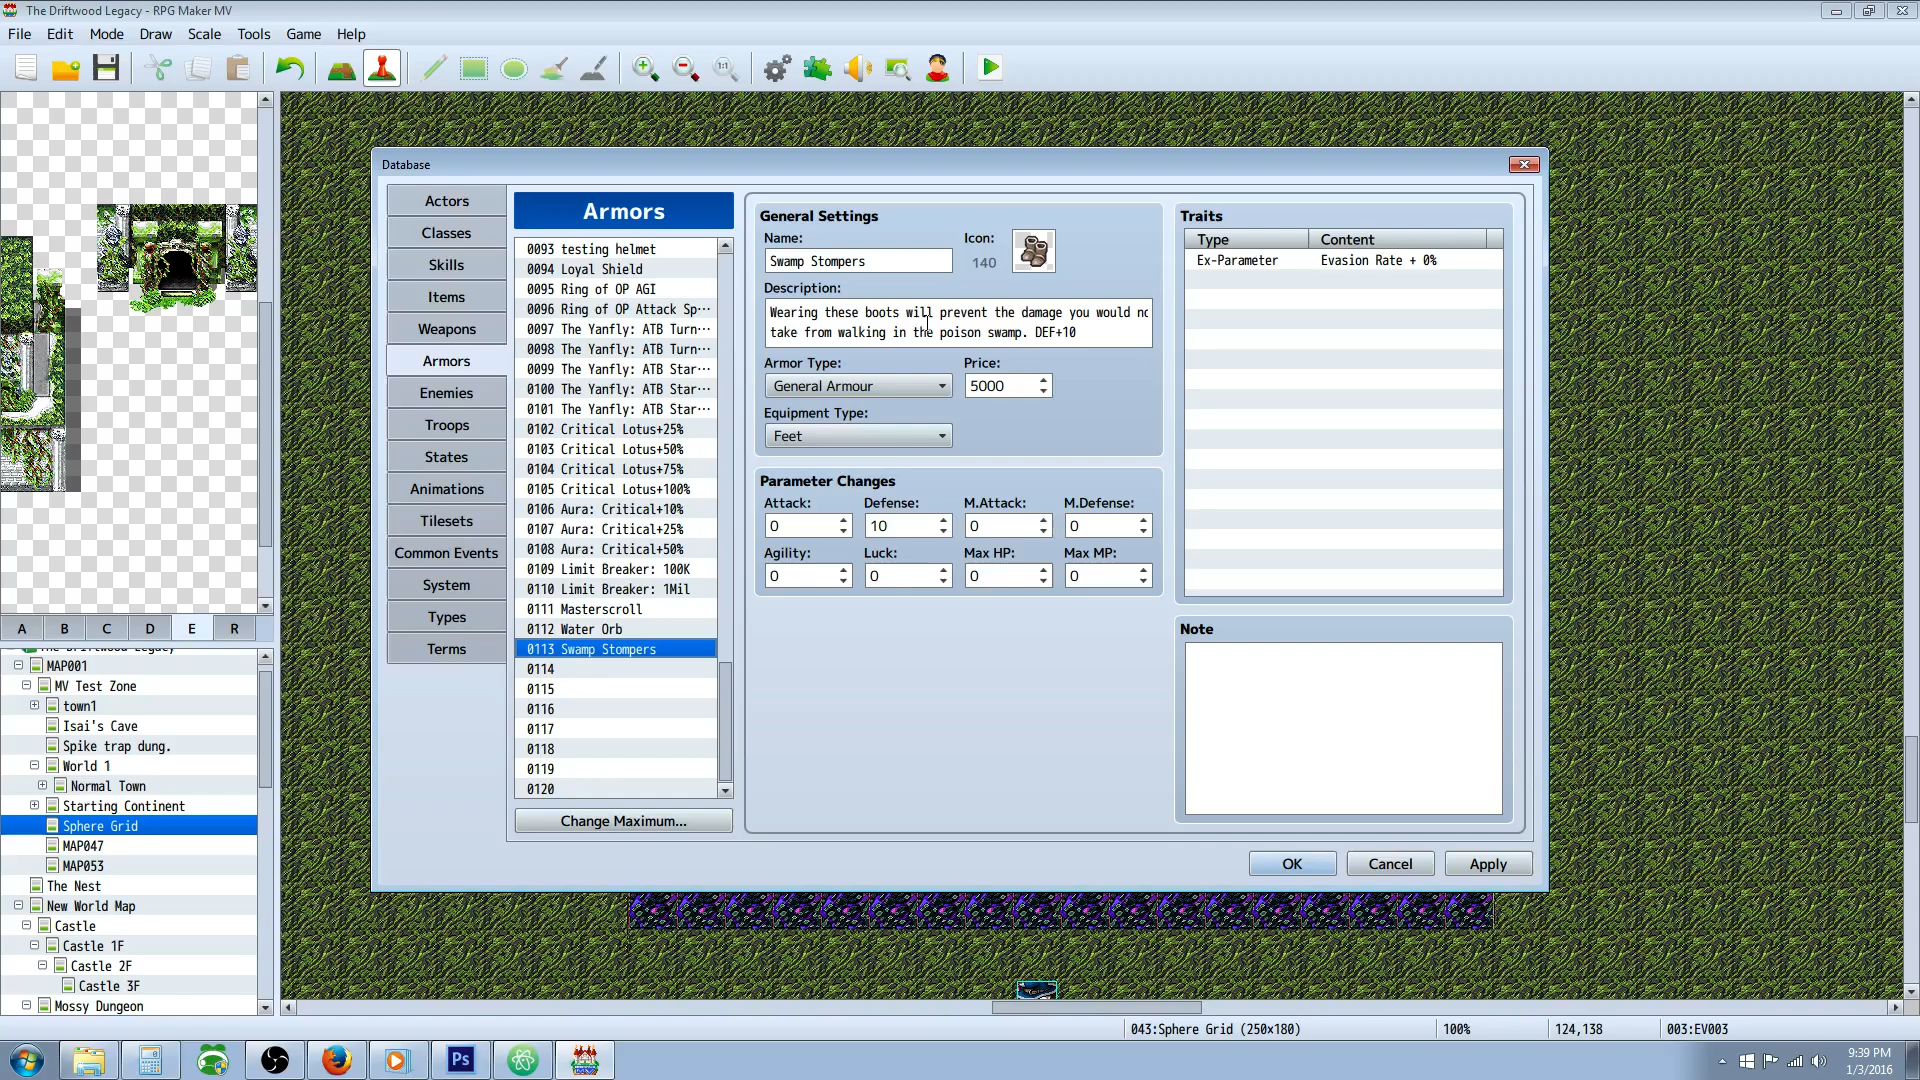 The Driftwood Legacy - RPG Maker MV
File Edit Mode Draw Scale Tools Game Help
1:1
Database
Actors
Classes
Skills
Items
Weapons
Armors
Enemies
Troops
States
Animations
Tilesets
Common Events
System
Types
Terms
Armors
0093 testing helmet
0094 Loyal Shield
0095 Ring of OP AGI
0096 Ring of OP Attack Sp···
0097 The Yanfly: ATB Turn···
0098 The Yanfly: ATB Turn···
0099 The Yanfly: ATB Star···
0100 The Yanfly: ATB Star···
0101 The Yanfly: ATB Star···
0102 Critical Lotus+25%
0103 Critical Lotus+50%
0104 Critical Lotus+75%
0105 Critical Lotus+100%
0106 Aura: Critical+10%
0107 Aura: Critical+25%
0108 Aura: Critical+50%
0109 Limit Breaker: 100K
0110 Limit Breaker: 1Mil
0111 Masterscroll
0112 Water Orb
0113 Swamp Stompers
0114
0115
0116
0117
0118
0119
0120
Change Maximum...
General Settings
Name: Icon:
Swamp Stompers 140
Description:
Wearing these boots will prevent the damage you would no
take from walking in the poison swamp. DEF+10
Armor Type: Price:
General Armour 5000
Equipment Type:
Feet
Parameter Changes
Attack: Defense: M.Attack: M.Defense:
0 10 0 0
Agility: Luck: Max HP: Max MP:
0 0 0 0
Traits
Type Content
Ex-Parameter Evasion Rate + 0%
Note
OK Cancel Apply
A B C D E R
The Driftwood Legacy
MAP001
MV Test Zone
town1
Isai's Cave
Spike trap dung.
World 1
Normal Town
Starting Continent
Sphere Grid
MAP047
MAP053
The Nest
New World Map
Castle
Castle 1F
Castle 2F
Castle 3F
Mossy Dungeon
043:Sphere Grid (250x180) 100% 124,138 003:EV003
Ps
9:39 PM
1/3/2016